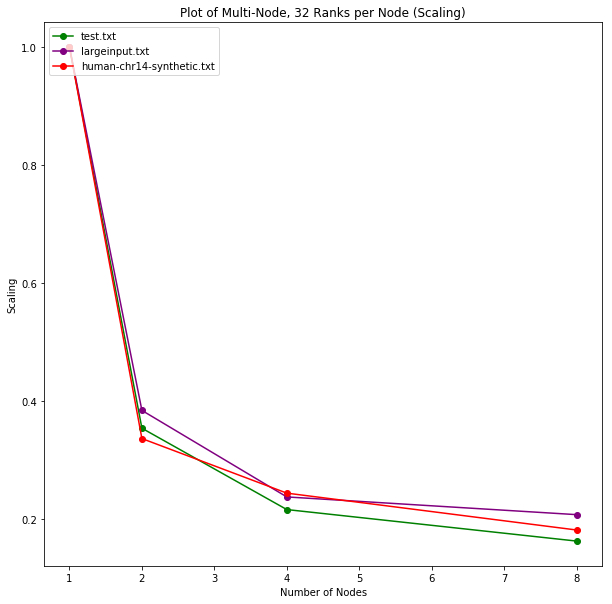 Plot of Multi-Node, 32 Ranks per Node (Scaling)
test.txt
largeinput.txt
human-chr14-synthetic.txt
1.0
0.8
0.6
0.4
0.2
Scaling
1 2 3 4 5 6 7 8
Number of Nodes